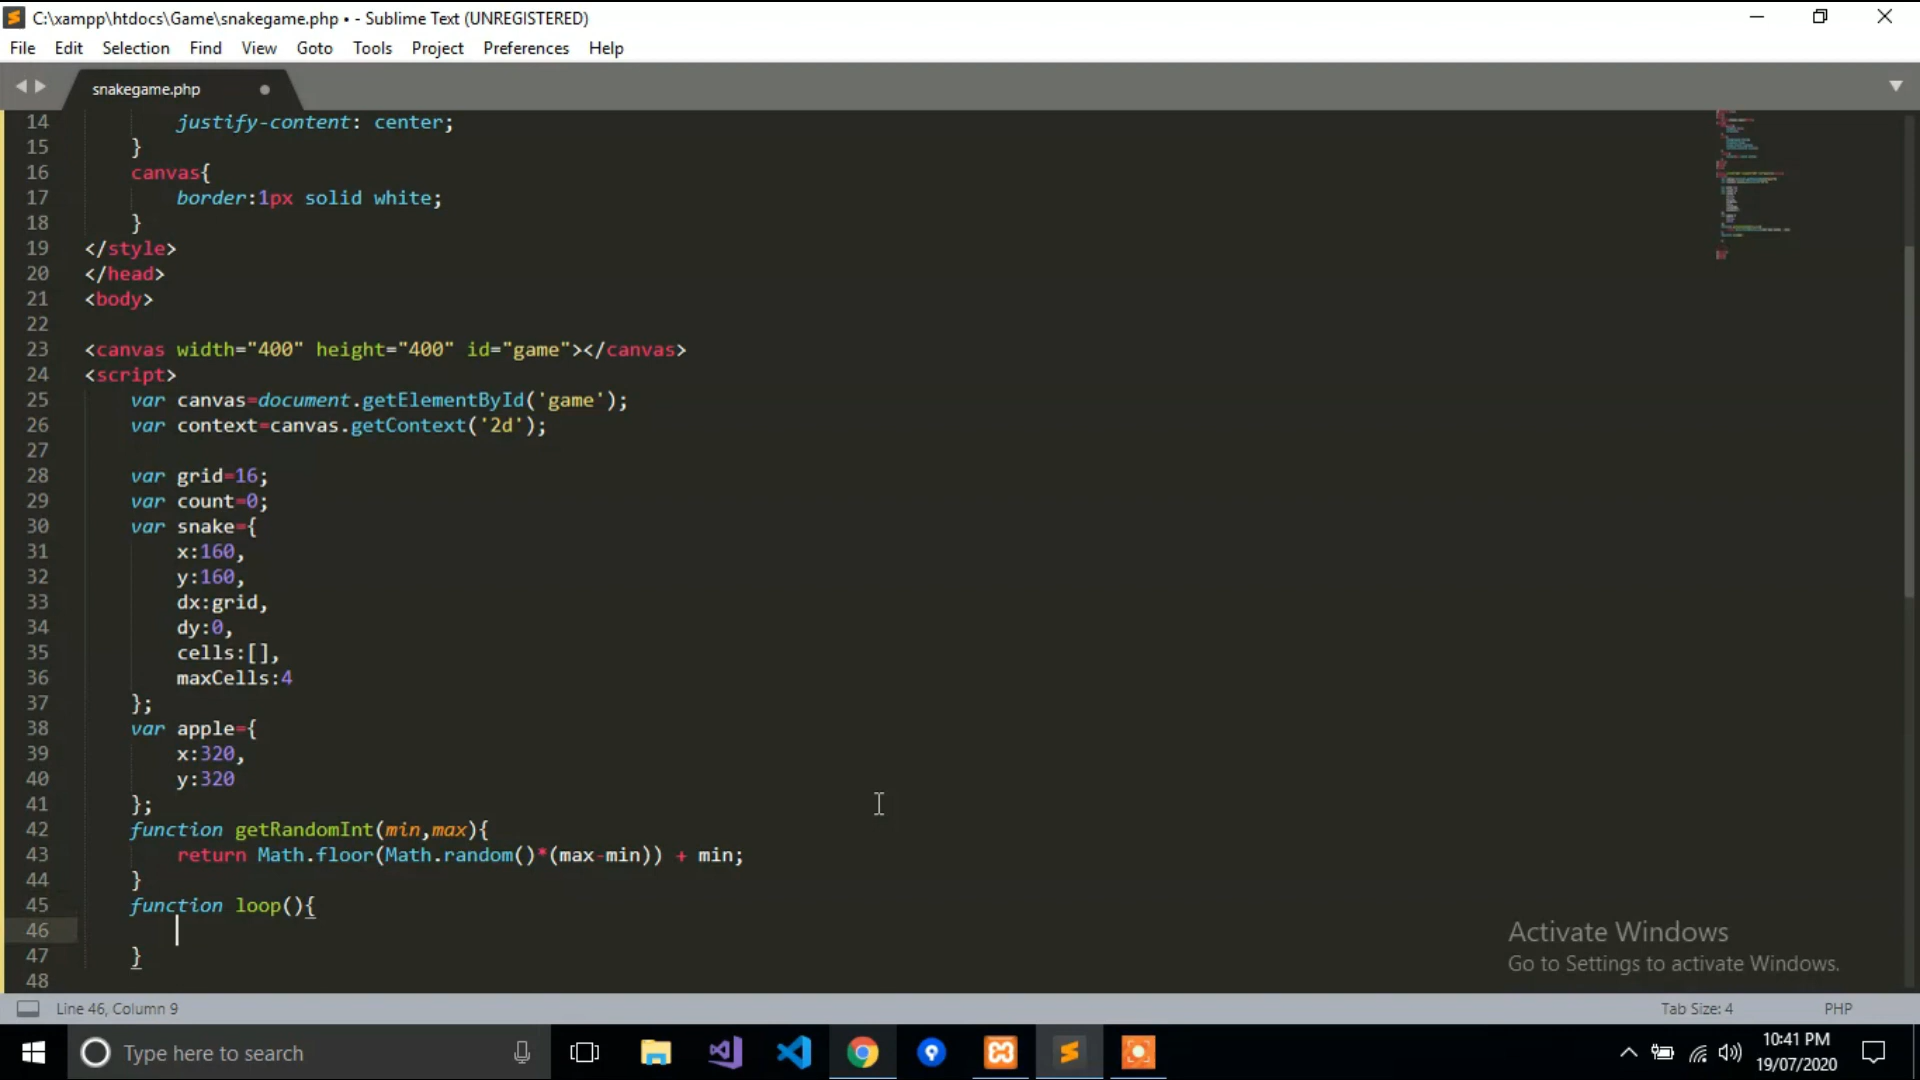 C:\xampp\htdocs\Game\snakegame.php • - Sublime Text (UNREGISTERED)
File Edit Selection Find View Goto Tools Project Preferences Help
snakegame.php
14 justify-content: center;
15 }
16 canvas{
17 border:1px solid white;
18 }
19 </style>
20 </head>
21 <body>
22
23 <canvas width="400" height="400" id="game"></canvas>
24 <script>
25 var canvas=document.getElementById('game');
26 var context=canvas.getContext('2d');
27
28 var grid=16;
29 var count=0;
30 var snake={
31 x:160,
32 y:160,
33 dx:grid,
34 dy:0,
35 cells:[],
36 maxCells:4
37 };
38 var apple={
39 x:320,
40 y:320
41 };
42 function getRandomInt(min,max){
43 return Math.floor(Math.random()*(max-min)) + min;
44 }
45 function loop(){
46
47 }
48
Activate Windows
Go to Settings to activate Windows.
Line 46, Column 9 Tab Size: 4 PHP
Type here to search
10:41 PM
19/07/2020